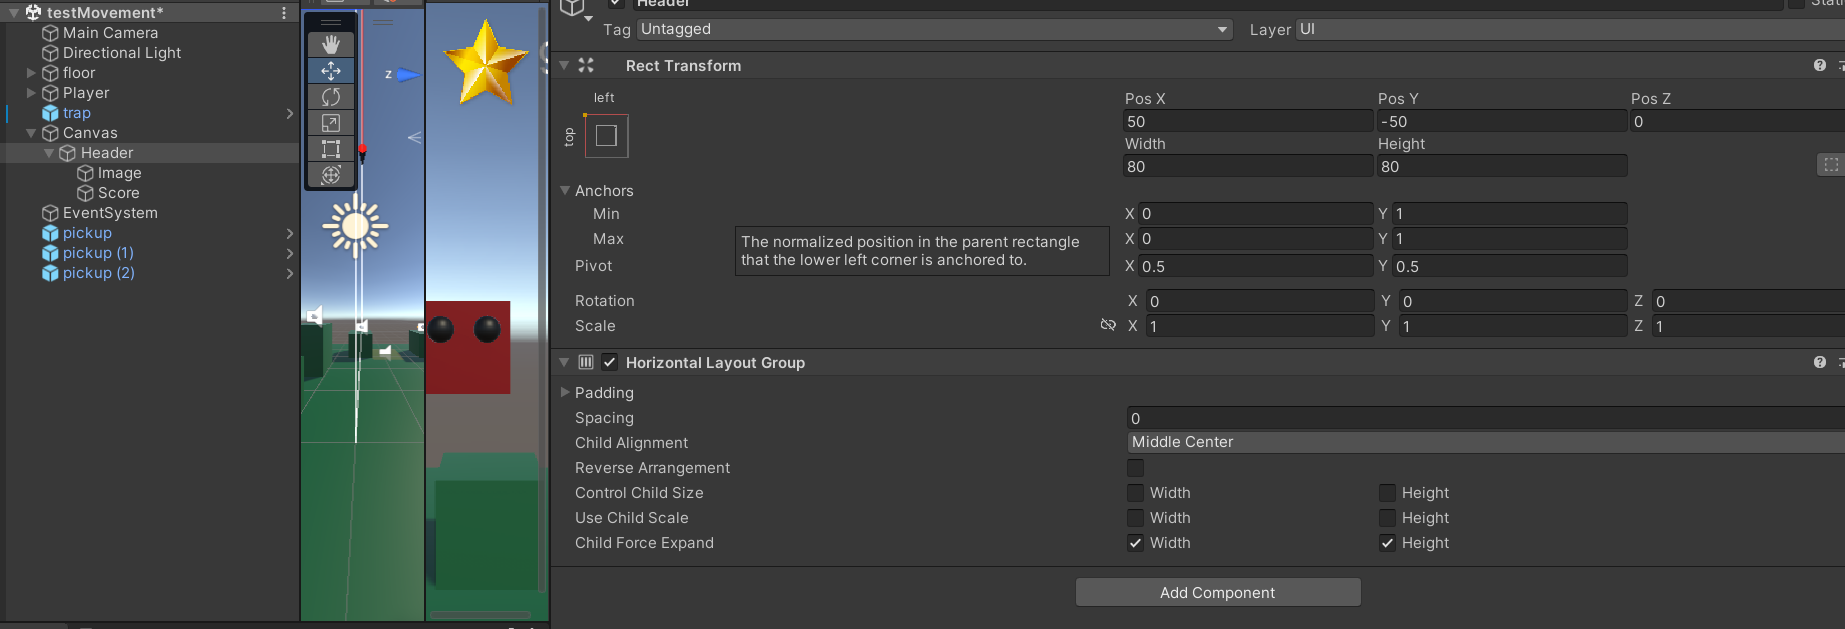 testMovement*
Main Camera
Directional Light
floor
Player
trap
Canvas
Header
Image
Score
EventSystem
pickup
pickup (1)
pickup (2)
z
Header
Tag Untagged Layer UI
Rect Transform
left
top
Pos X Pos Y Pos Z
50 -50 0
Width Height
80 80
Anchors
Min X 0 Y 1
Max X 0 Y 1
The normalized position in the parent rectangle
that the lower left corner is anchored to.
Pivot X 0.5 Y 0.5
Rotation X 0 Y 0 Z 0
Scale X 1 Y 1 Z 1
Horizontal Layout Group
Padding
Spacing 0
Child Alignment Middle Center
Reverse Arrangement
Control Child Size Width Height
Use Child Scale Width Height
Child Force Expand Width Height
Add Component